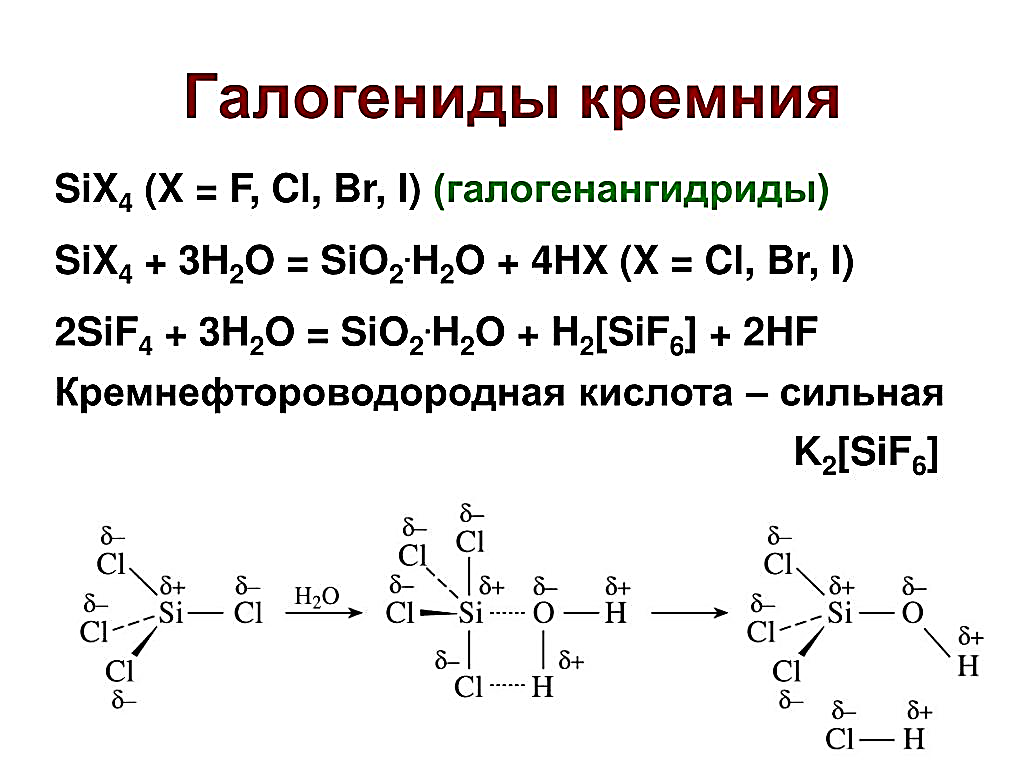 Галогениды кремния
SiX₄ (X = F, Cl, Br, I) (галогенангидриды)
SiX₄ + 3H₂O = SiO₂·H₂O + 4HX (X = Cl, Br, I)
2SiF₄ + 3H₂O = SiO₂·H₂O + H₂[SiF₆] + 2HF
Кремнефтороводородная кислота – сильная
K₂[SiF₆]
δ– δ– δ– δ–
Cl Cl Cl Cl
δ– δ+ δ– H₂O δ– δ+ δ– δ+ δ– δ+ δ–
Cl Si Cl Cl Si O H Cl Si O
Cl δ– δ+ Cl δ+
δ– Cl H δ– H
δ– δ+
Cl H